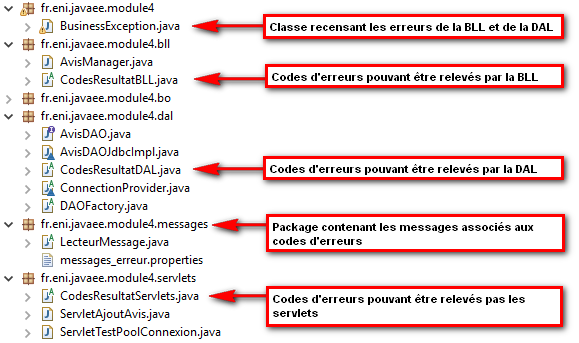 fr.eni.javaee.module4
BusinessException.java
Classe recensant les erreurs de la BLL et de la DAL
fr.eni.javaee.module4.bll
AvisManager.java
CodesResultatBLL.java
Codes d'erreurs pouvant être relevés par la BLL
fr.eni.javaee.module4.bo
fr.eni.javaee.module4.dal
AvisDAO.java
AvisDAOJdbcImpl.java
CodesResultatDAL.java
Codes d'erreurs pouvant être relevés par la DAL
ConnectionProvider.java
DAOFactory.java
fr.eni.javaee.module4.messages
Package contenant les messages associés aux
codes d'erreurs
LecteurMessage.java
messages_erreur.properties
fr.eni.javaee.module4.servlets
CodesResultatServlets.java
Codes d'erreurs pouvant être relevés pas les
servlets
ServletAjoutAvis.java
ServletTestPoolConnexion.java